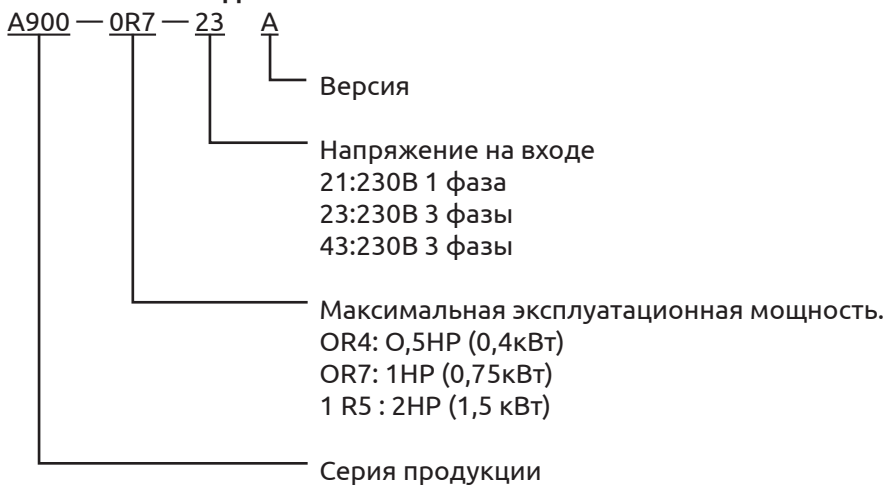 A900 — 0R7 — 23 A
Версия
Напряжение на входе
21:230В 1 фаза
23:230В 3 фазы
43:230В 3 фазы
Максимальная эксплуатационная мощность.
OR4: O,5HP (0,4кВт)
OR7: 1HP (0,75кВт)
1 R5 : 2HP (1,5 кВт)
Серия продукции